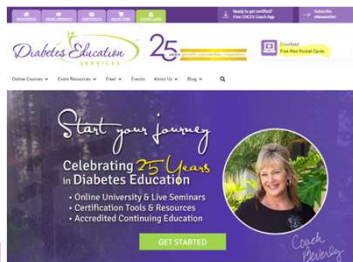 Ready to get certified?
Free CDCES Coach App
Subscribe
eNewsletter
Diabetes Education
SERVICES
25
Download
Free Med Pocket Cards
Online Courses
Exam Resources
Free!
Events
About Us
Blog
Start your journey
Celebrating 25 Years
in Diabetes Education
• Online University & Live Seminars
• Certification Tools & Resources
• Accredited Continuing Education
GET STARTED
Coach
Beverly